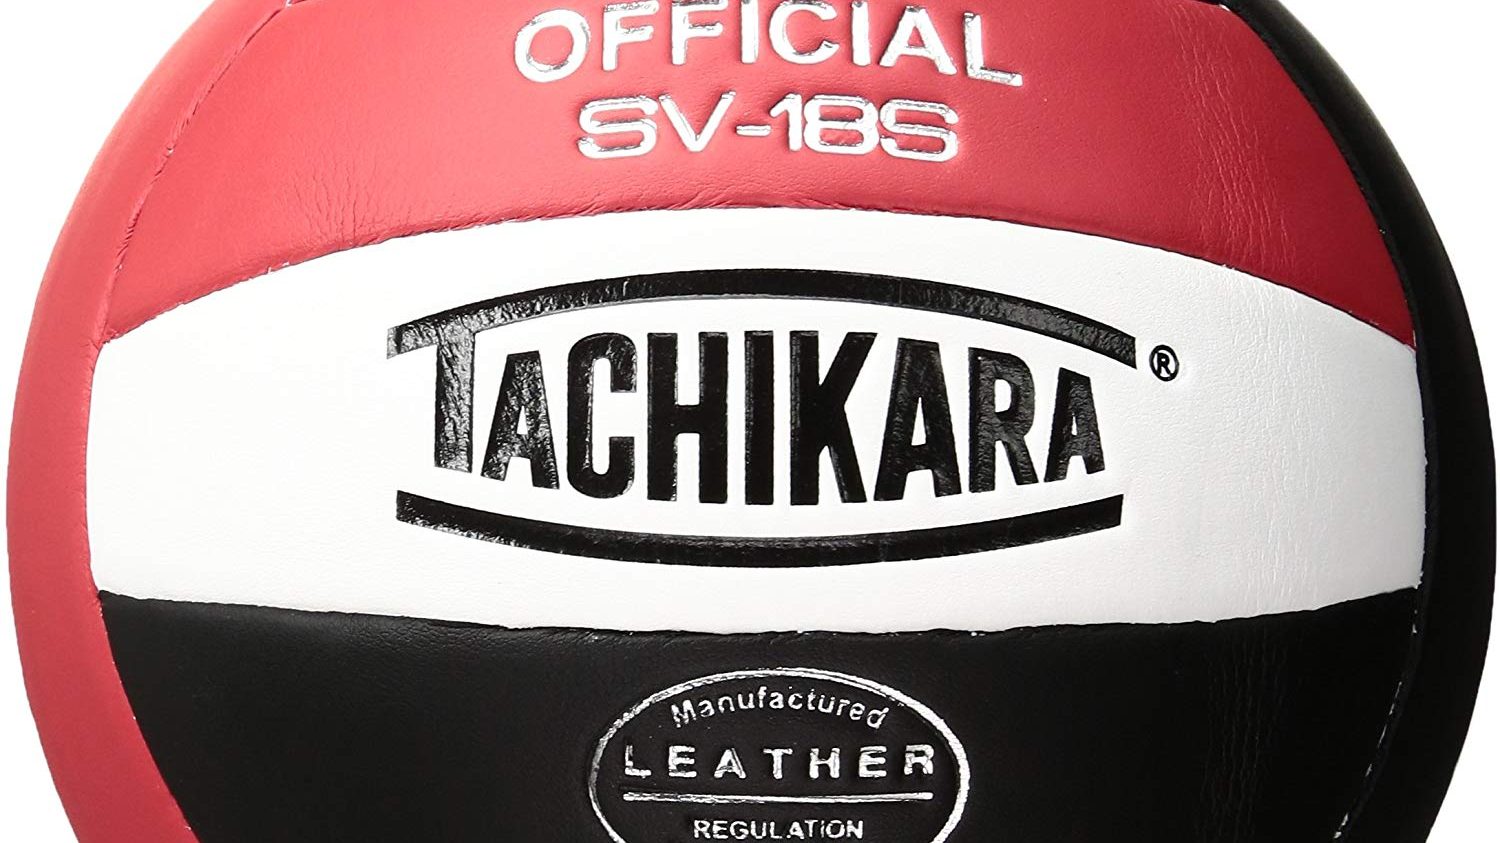 OFFICIAL
SV-18S
TACHIKARA®
Manufactured
LEATHER
REGULATION